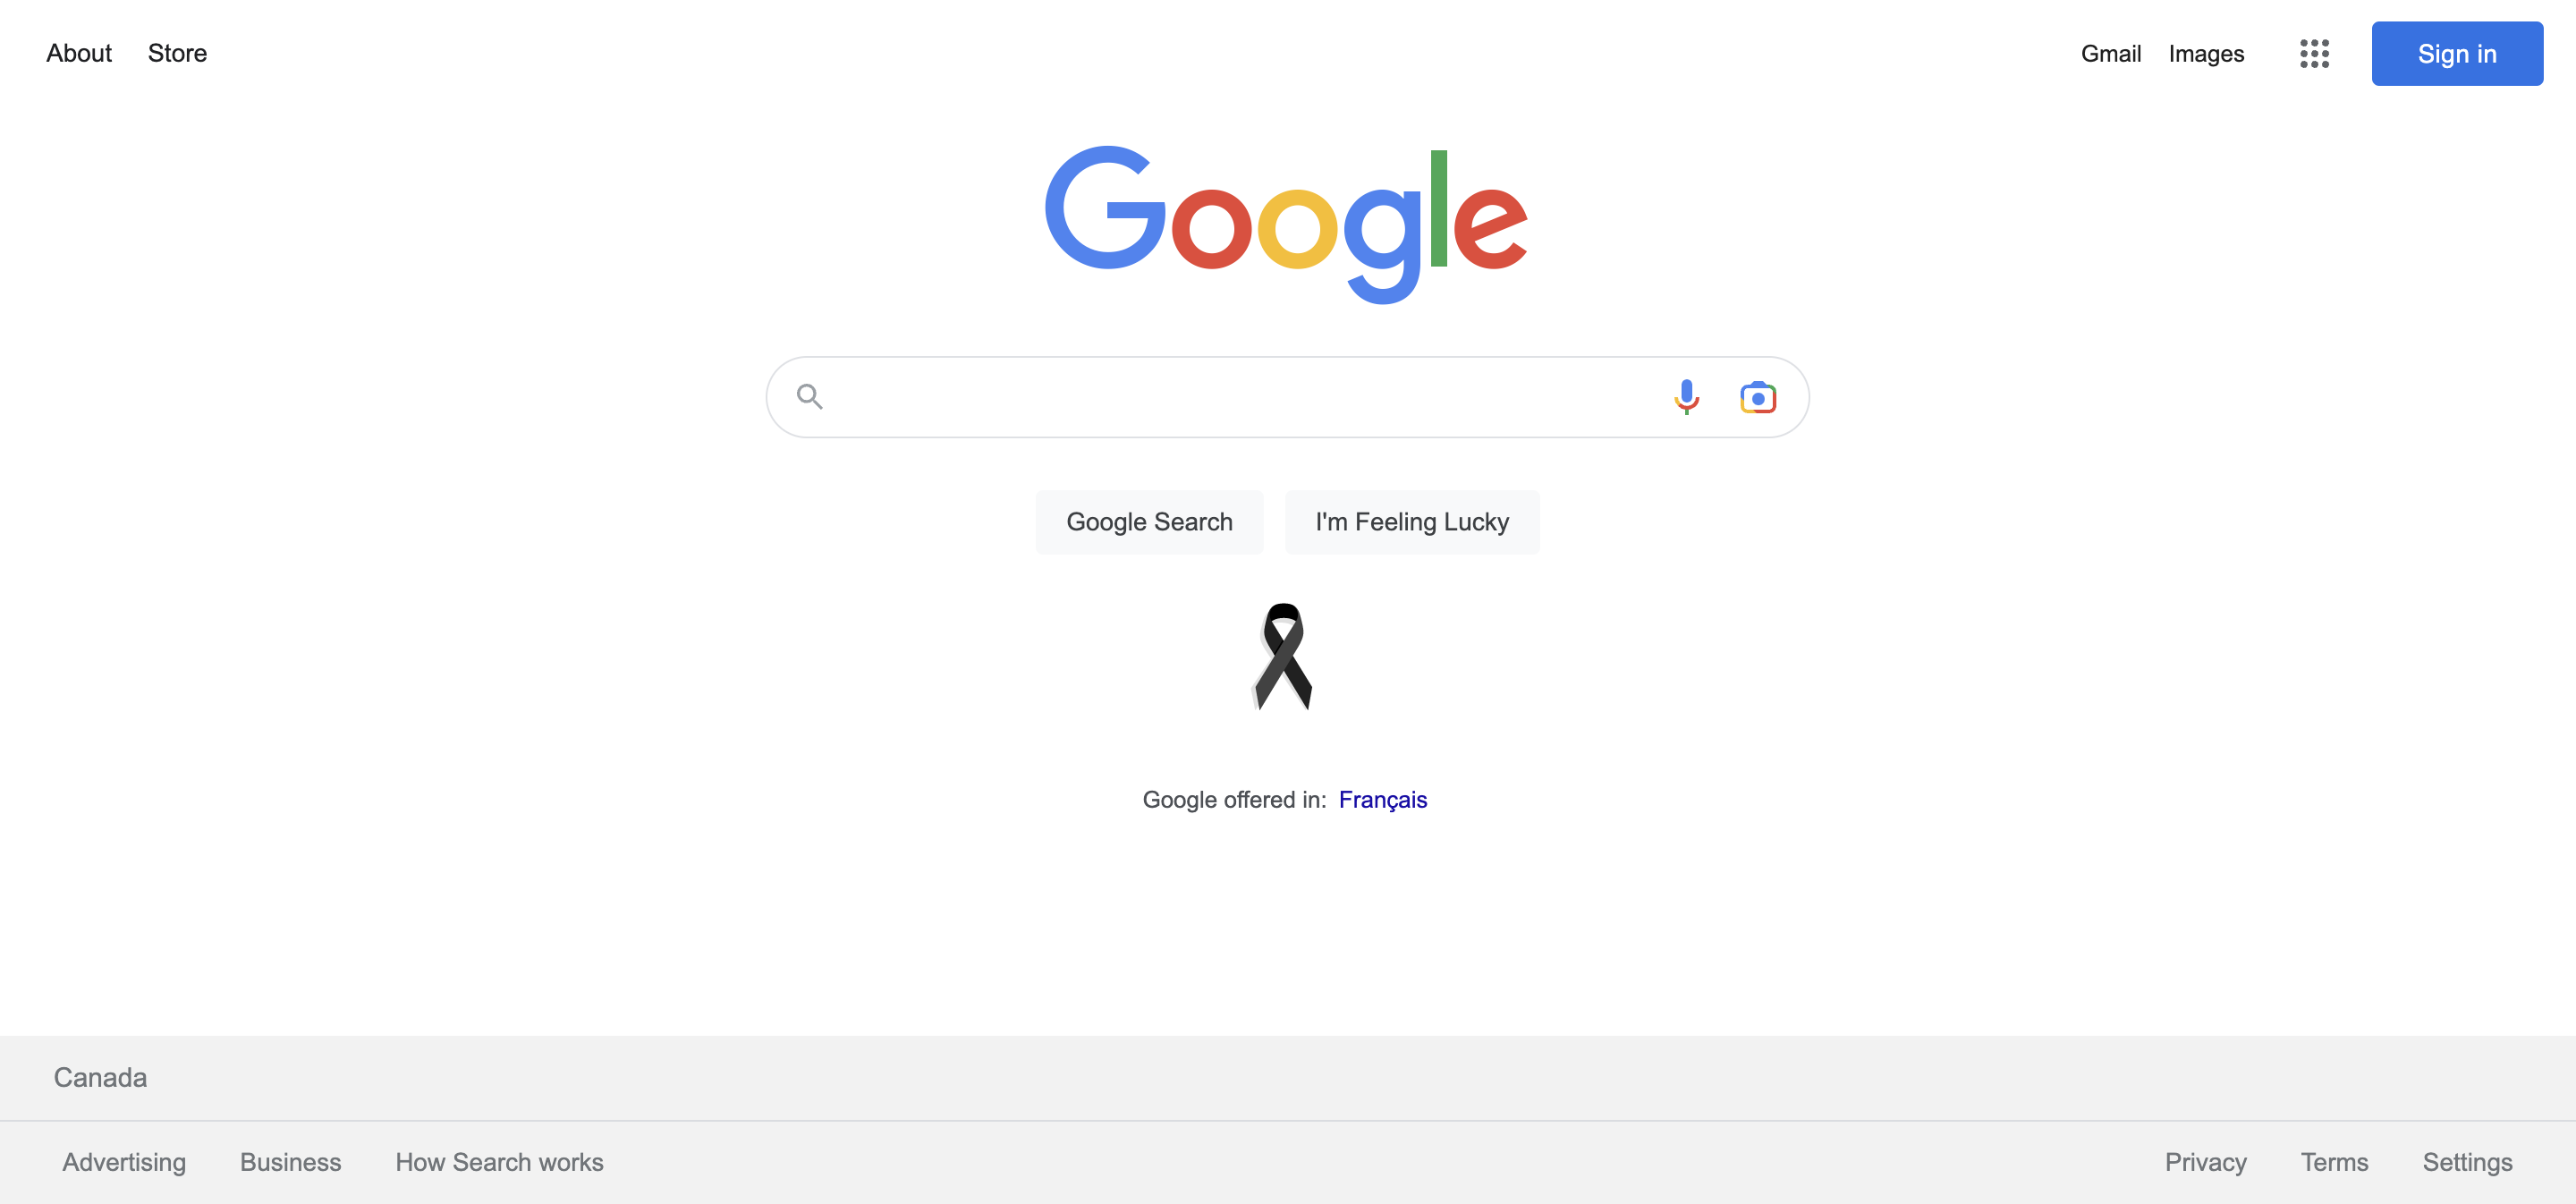 About Store Gmail Images Sign in
Google
Google Search I'm Feeling Lucky
Google offered in: Français
Canada
Advertising Business How Search works Privacy Terms Settings